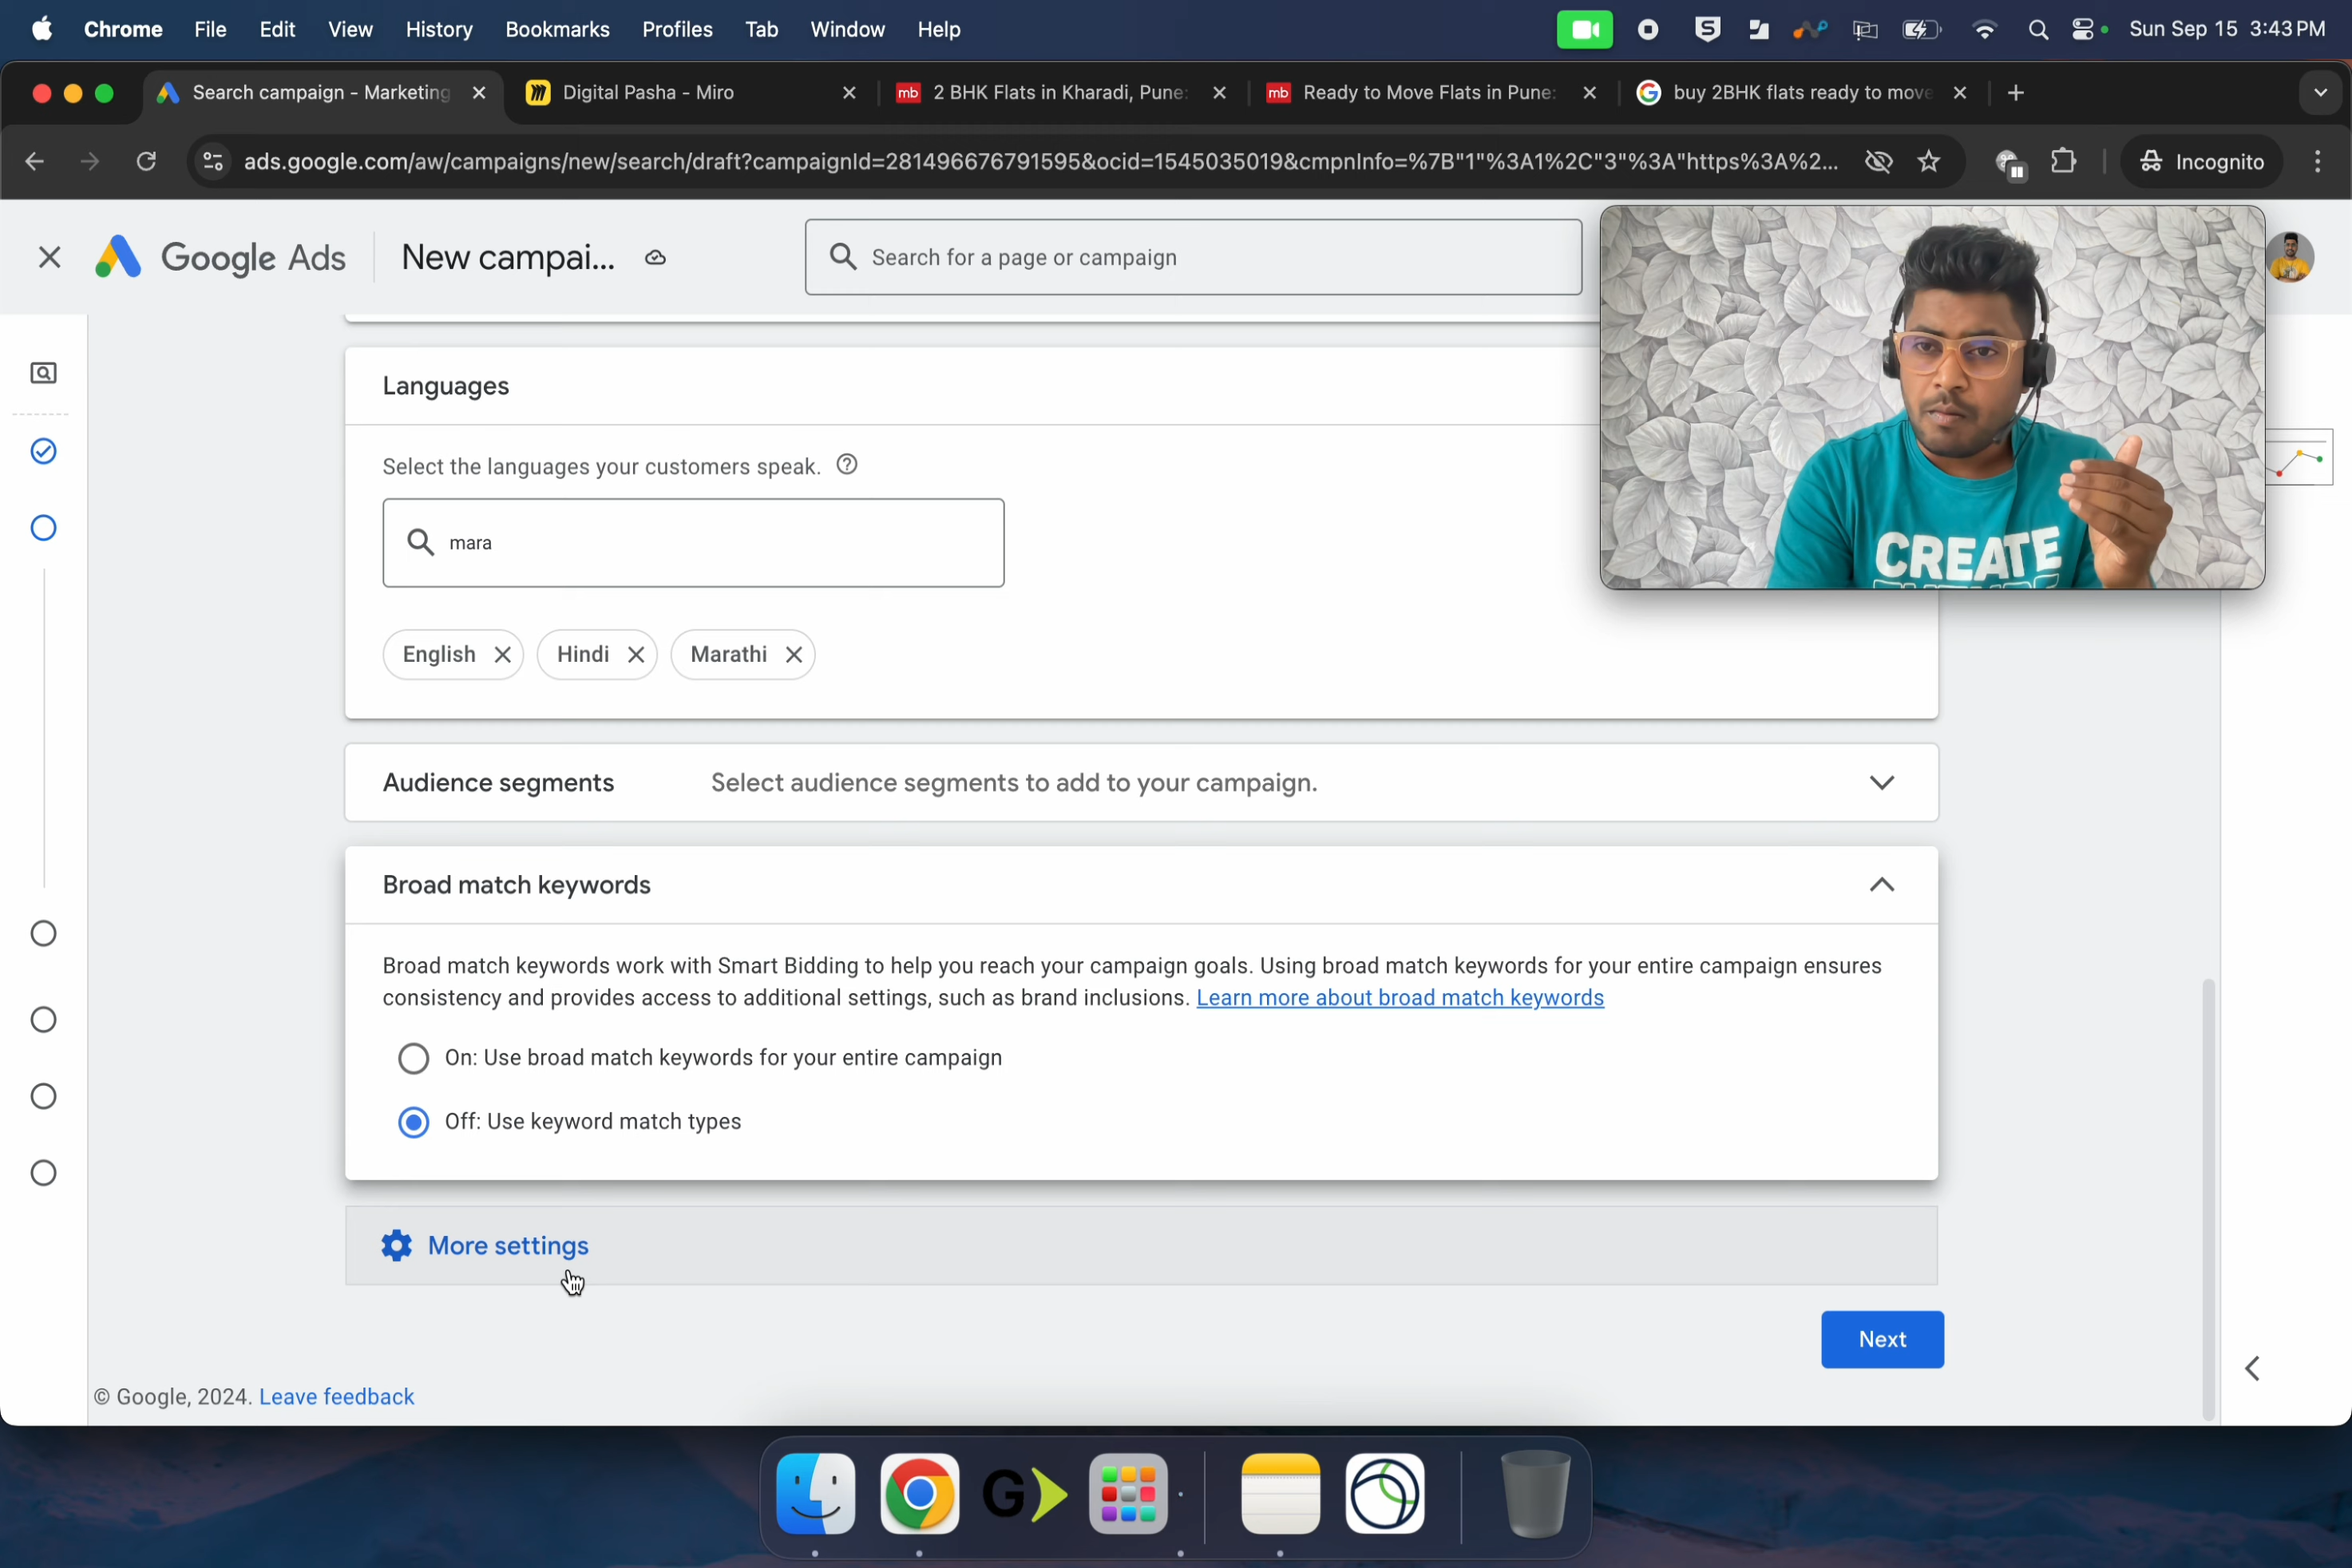 Chrome File Edit View History Bookmarks Profiles Tab Window Help Sun Sep 15 3:43 PM
Search campaign - Marketing
Digital Pasha - Miro
mb 2 BHK Flats in Kharadi, Pune:
mb Ready to Move Flats in Pune:
buy 2BHK flats ready to move
ads.google.com/aw/campaigns/new/search/draft?campaignId=281496676791595&ocid=1545035019&cmpnInfo=%7B"1"%3A1%2C"3"%3A"https%3A%2...
Incognito
Google Ads
New campai...
Search for a page or campaign
CREATE
Languages
Select the languages your customers speak.
mara
English
Hindi
Marathi
Audience segments Select audience segments to add to your campaign.
Broad match keywords
Broad match keywords work with Smart Bidding to help you reach your campaign goals. Using broad match keywords for your entire campaign ensures
consistency and provides access to additional settings, such as brand inclusions. Learn more about broad match keywords
On: Use broad match keywords for your entire campaign
Off: Use keyword match types
More settings
Next
© Google, 2024. Leave feedback
G